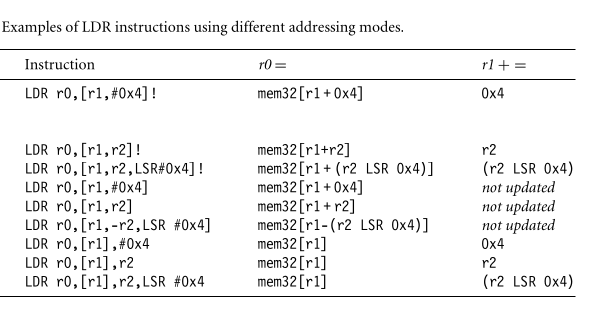 Examples of LDR instructions using different addressing modes.
Instruction r0 = r1 + =
LDR r0,[r1,#0x4]! mem32[r1+0x4] 0x4
LDR r0,[r1,r2]! mem32[r1+r2] r2
LDR r0,[r1,r2,LSR#0x4]! mem32[r1+(r2 LSR 0x4)] (r2 LSR 0x4)
LDR r0,[r1,#0x4] mem32[r1+0x4] not updated
LDR r0,[r1,r2] mem32[r1+r2] not updated
LDR r0,[r1,-r2,LSR #0x4] mem32[r1-(r2 LSR 0x4)] not updated
LDR r0,[r1],#0x4 mem32[r1] 0x4
LDR r0,[r1],r2 mem32[r1] r2
LDR r0,[r1],r2,LSR #0x4 mem32[r1] (r2 LSR 0x4)